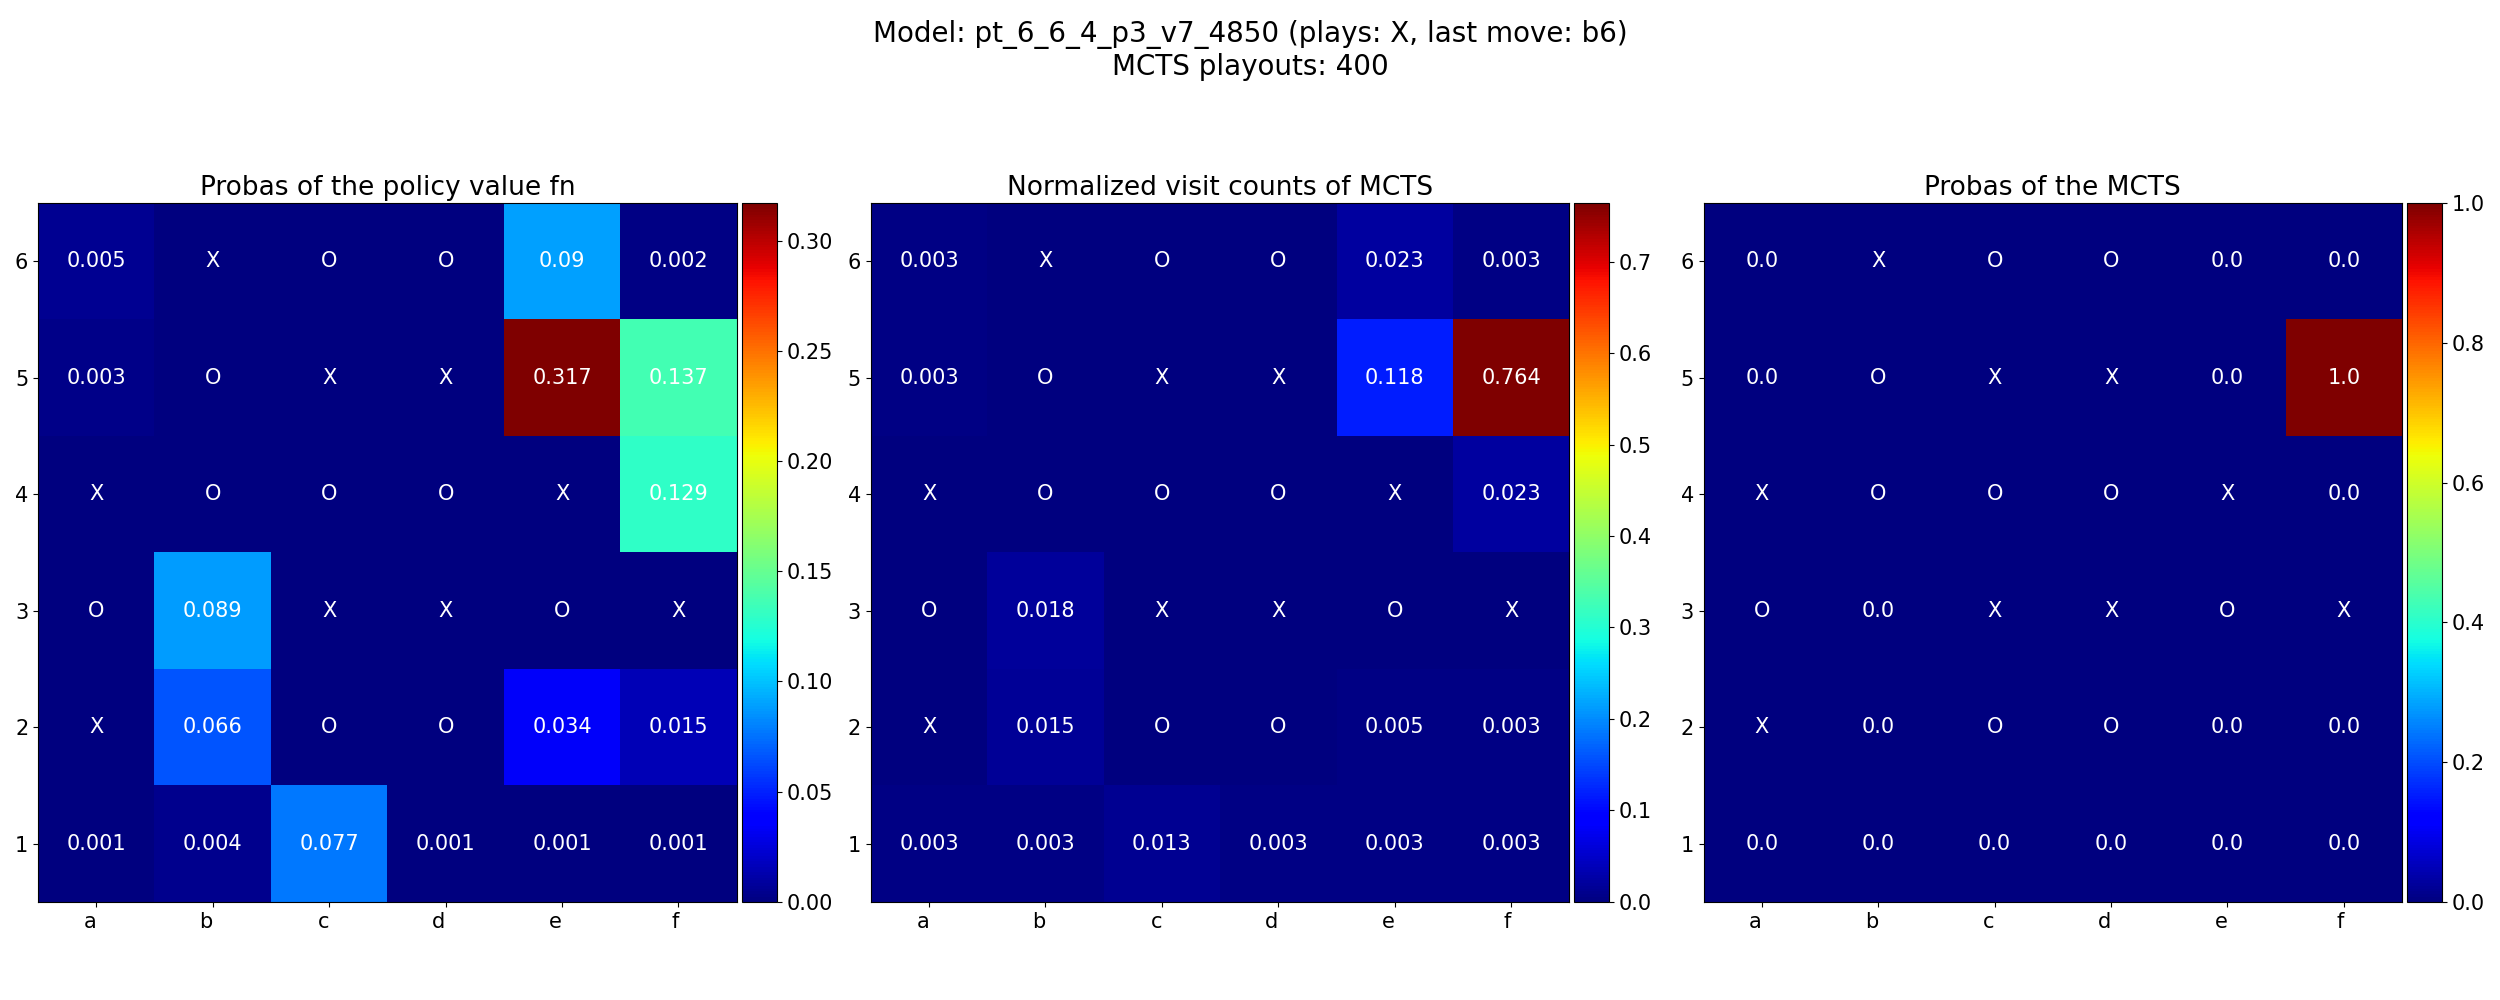 Model: pt_6_6_4_p3_v7_4850 (plays: X, last move: b6)
MCTS playouts: 400
Probas of the policy value fn
6 0.005 X O O 0.09 0.002
5 0.003 O X X 0.317 0.137
4 X O O O X 0.129
3 O 0.089 X X O X
2 X 0.066 O O 0.034 0.015
1 0.001 0.004 0.077 0.001 0.001 0.001
a b c d e f
0.30
0.25
0.20
0.15
0.10
0.05
0.00
Normalized visit counts of MCTS
6 0.003 X O O 0.023 0.003
5 0.003 O X X 0.118 0.764
4 X O O O X 0.023
3 O 0.018 X X O X
2 X 0.015 O O 0.005 0.003
1 0.003 0.003 0.013 0.003 0.003 0.003
a b c d e f
0.7
0.6
0.5
0.4
0.3
0.2
0.1
0.0
Probas of the MCTS
6 0.0 X O O 0.0 0.0
5 0.0 O X X 0.0 1.0
4 X O O O X 0.0
3 O 0.0 X X O X
2 X 0.0 O O 0.0 0.0
1 0.0 0.0 0.0 0.0 0.0 0.0
a b c d e f
1.0
0.8
0.6
0.4
0.2
0.0